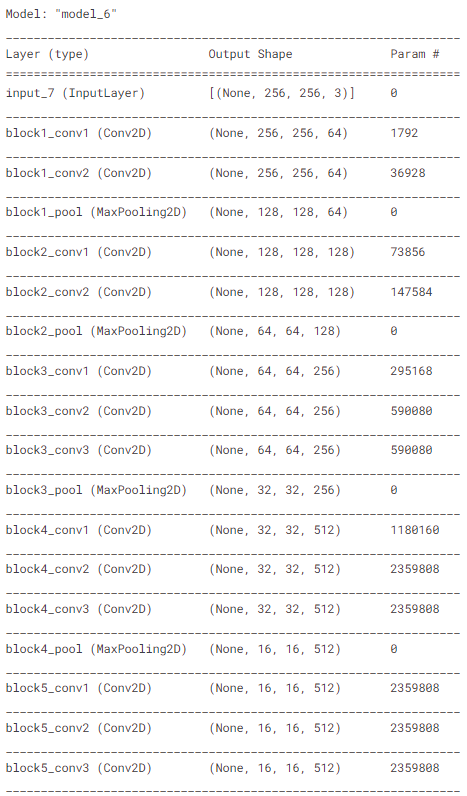 Model: "model_6"
_________________________________________________________________
Layer (type)                 Output Shape              Param #
=================================================================
input_7 (InputLayer)         [(None, 256, 256, 3)]     0
_________________________________________________________________
block1_conv1 (Conv2D)        (None, 256, 256, 64)      1792
_________________________________________________________________
block1_conv2 (Conv2D)        (None, 256, 256, 64)      36928
_________________________________________________________________
block1_pool (MaxPooling2D)   (None, 128, 128, 64)      0
_________________________________________________________________
block2_conv1 (Conv2D)        (None, 128, 128, 128)     73856
_________________________________________________________________
block2_conv2 (Conv2D)        (None, 128, 128, 128)     147584
_________________________________________________________________
block2_pool (MaxPooling2D)   (None, 64, 64, 128)       0
_________________________________________________________________
block3_conv1 (Conv2D)        (None, 64, 64, 256)       295168
_________________________________________________________________
block3_conv2 (Conv2D)        (None, 64, 64, 256)       590080
_________________________________________________________________
block3_conv3 (Conv2D)        (None, 64, 64, 256)       590080
_________________________________________________________________
block3_pool (MaxPooling2D)   (None, 32, 32, 256)       0
_________________________________________________________________
block4_conv1 (Conv2D)        (None, 32, 32, 512)       1180160
_________________________________________________________________
block4_conv2 (Conv2D)        (None, 32, 32, 512)       2359808
_________________________________________________________________
block4_conv3 (Conv2D)        (None, 32, 32, 512)       2359808
_________________________________________________________________
block4_pool (MaxPooling2D)   (None, 16, 16, 512)       0
_________________________________________________________________
block5_conv1 (Conv2D)        (None, 16, 16, 512)       2359808
_________________________________________________________________
block5_conv2 (Conv2D)        (None, 16, 16, 512)       2359808
_________________________________________________________________
block5_conv3 (Conv2D)        (None, 16, 16, 512)       2359808
_________________________________________________________________